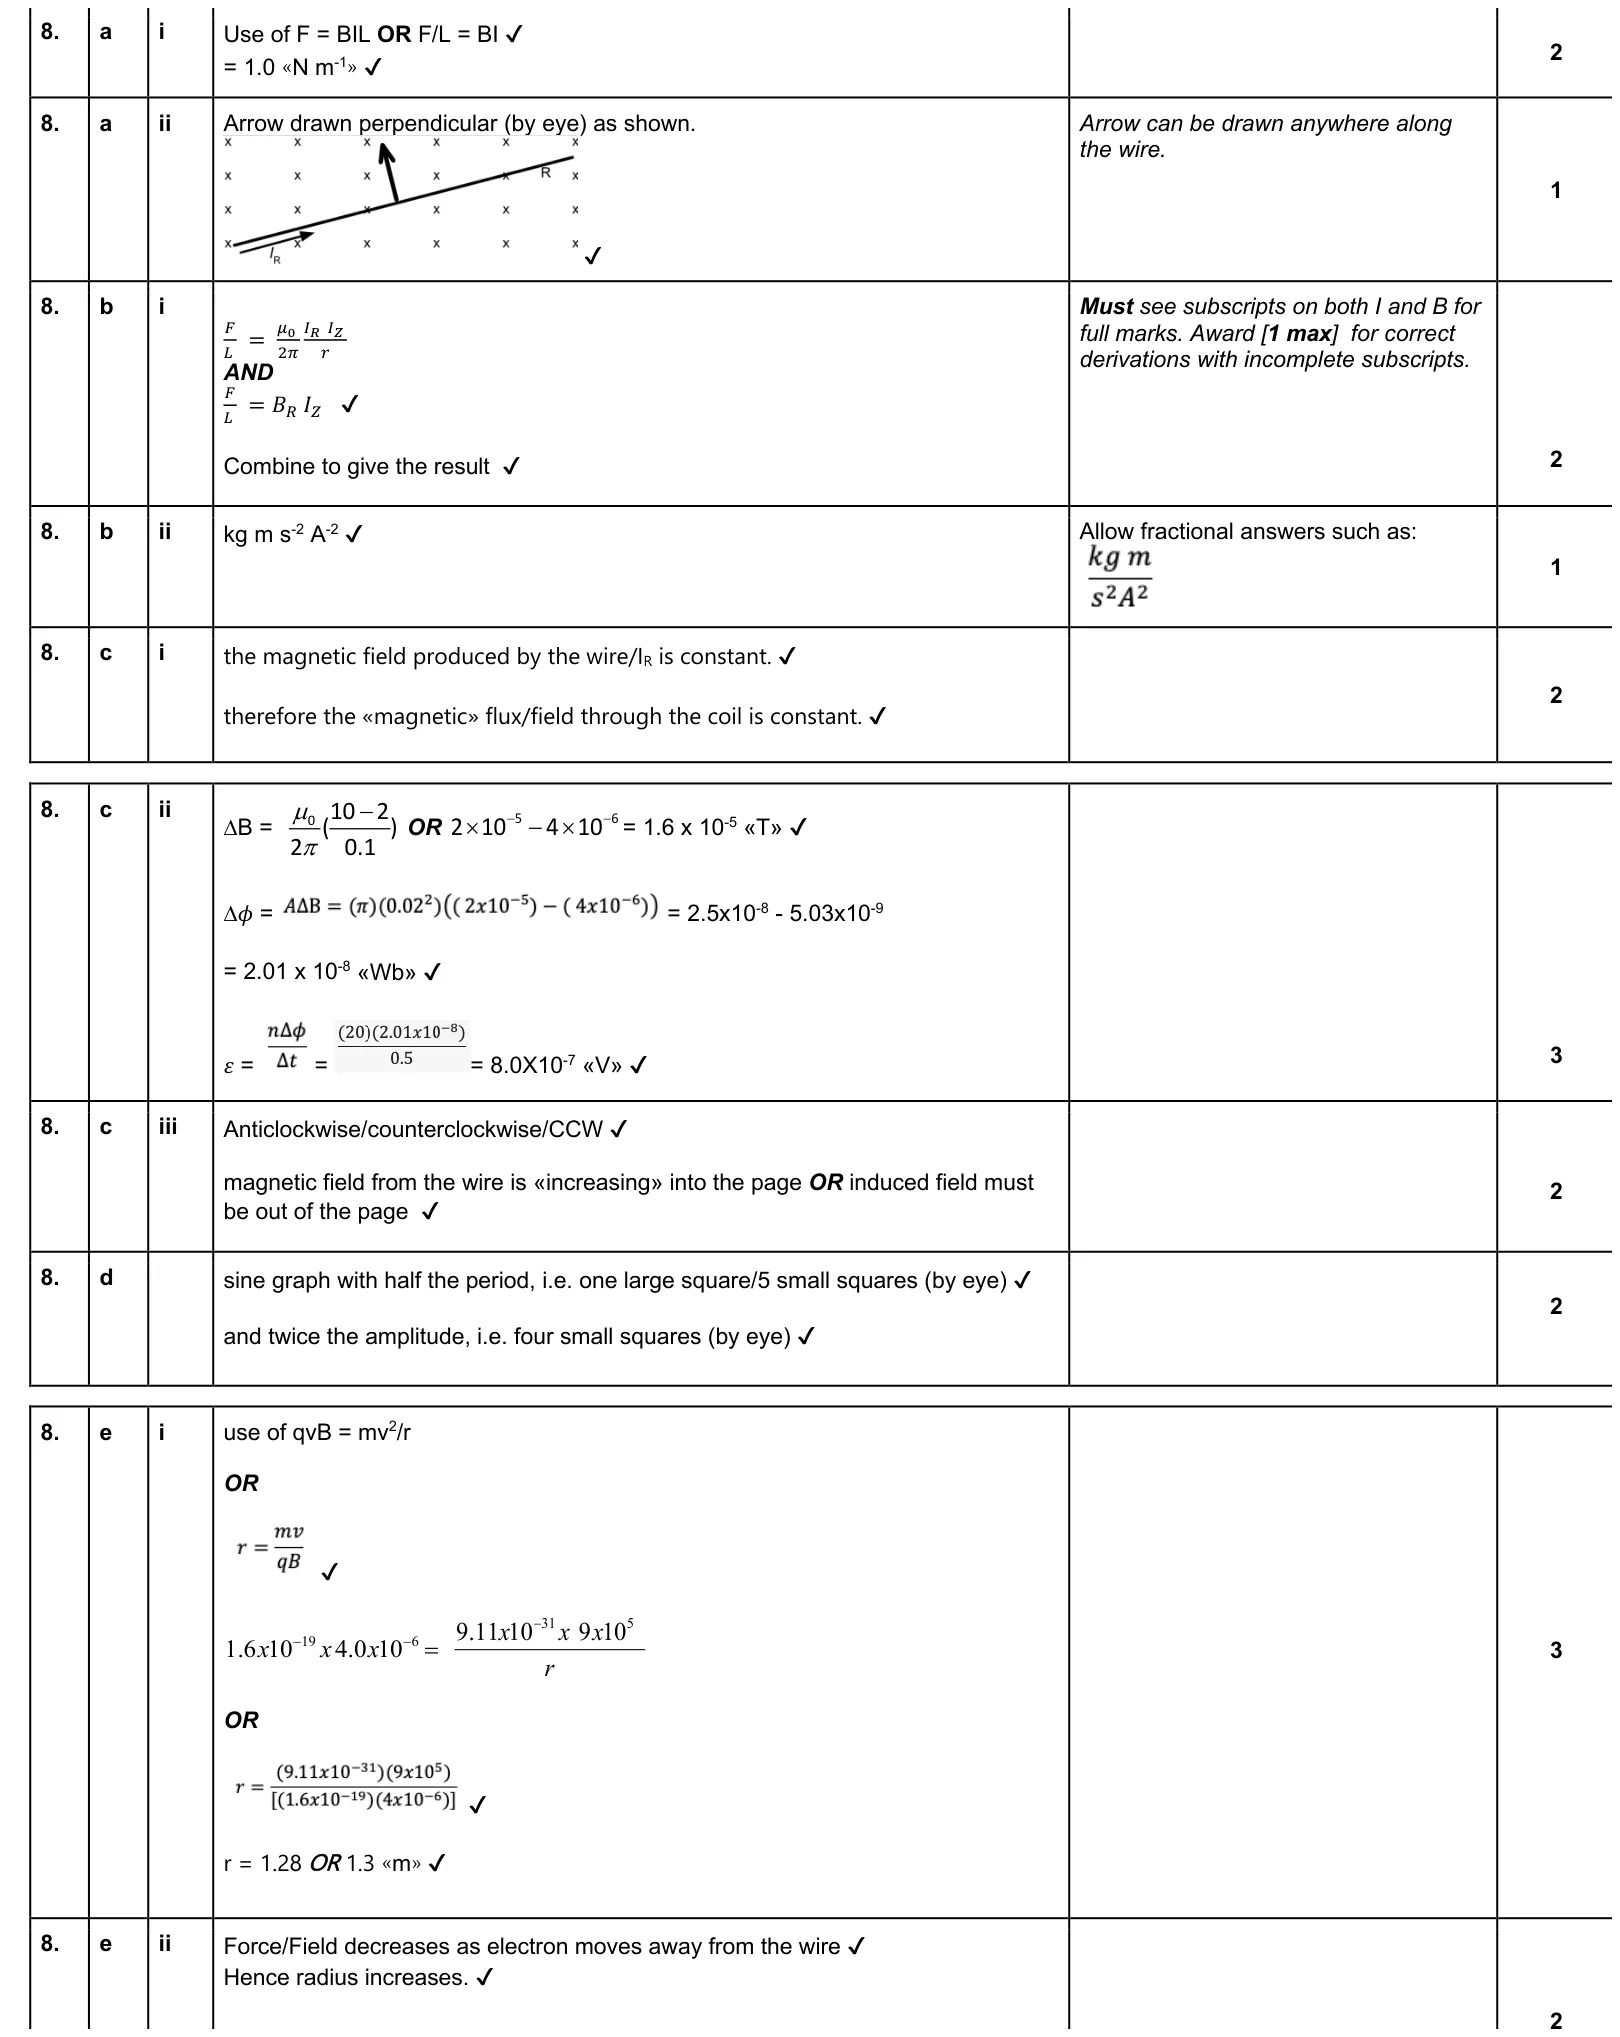 8. a i Use of F = BIL OR F/L = BI ✓
= 1.0 «N m⁻¹» ✓
2
8. a ii Arrow drawn perpendicular (by eye) as shown.
Arrow can be drawn anywhere along
the wire.
x x x x x x
x x x x x R x
x x x x x x
x x x x x x ✓
I_R
1
8. b i
F/L = μ₀/2π I_R I_Z/r
AND
F/L = B_R I_Z ✓
Combine to give the result ✓
Must see subscripts on both I and B for
full marks. Award [1 max] for correct
derivations with incomplete subscripts.
2
8. b ii kg m s⁻² A⁻² ✓
Allow fractional answers such as:
kg m
s²A²
1
8. c i the magnetic field produced by the wire/I_R is constant. ✓
therefore the «magnetic» flux/field through the coil is constant. ✓
2
8. c ii ΔB = μ₀/2π (10 – 2/0.1) OR 2×10⁻⁵ – 4×10⁻⁶ = 1.6 x 10⁻⁵ «T» ✓
Δϕ = AΔB = (π)(0.02²)(( 2x10⁻⁵) − ( 4x10⁻⁶)) = 2.5x10⁻⁸ - 5.03x10⁻⁹
= 2.01 x 10⁻⁸ «Wb» ✓
ε = nΔϕ/Δt = (20)(2.01x10⁻⁸)/0.5 = 8.0X10⁻⁷ «V» ✓
3
8. c iii Anticlockwise/counterclockwise/CCW ✓
magnetic field from the wire is «increasing» into the page OR induced field must
be out of the page ✓
2
8. d sine graph with half the period, i.e. one large square/5 small squares (by eye) ✓
and twice the amplitude, i.e. four small squares (by eye) ✓
2
8. e i use of qvB = mv²/r
OR
r = mv/qB ✓
1.6x10⁻¹⁹ x 4.0x10⁻⁶ = 9.11x10⁻³¹ x 9x10⁵/r
OR
r = (9.11x10⁻³¹)(9x10⁵)/[(1.6x10⁻¹⁹)(4x10⁻⁶)] ✓
r = 1.28 OR 1.3 «m» ✓
3
8. e ii Force/Field decreases as electron moves away from the wire ✓
Hence radius increases. ✓
2